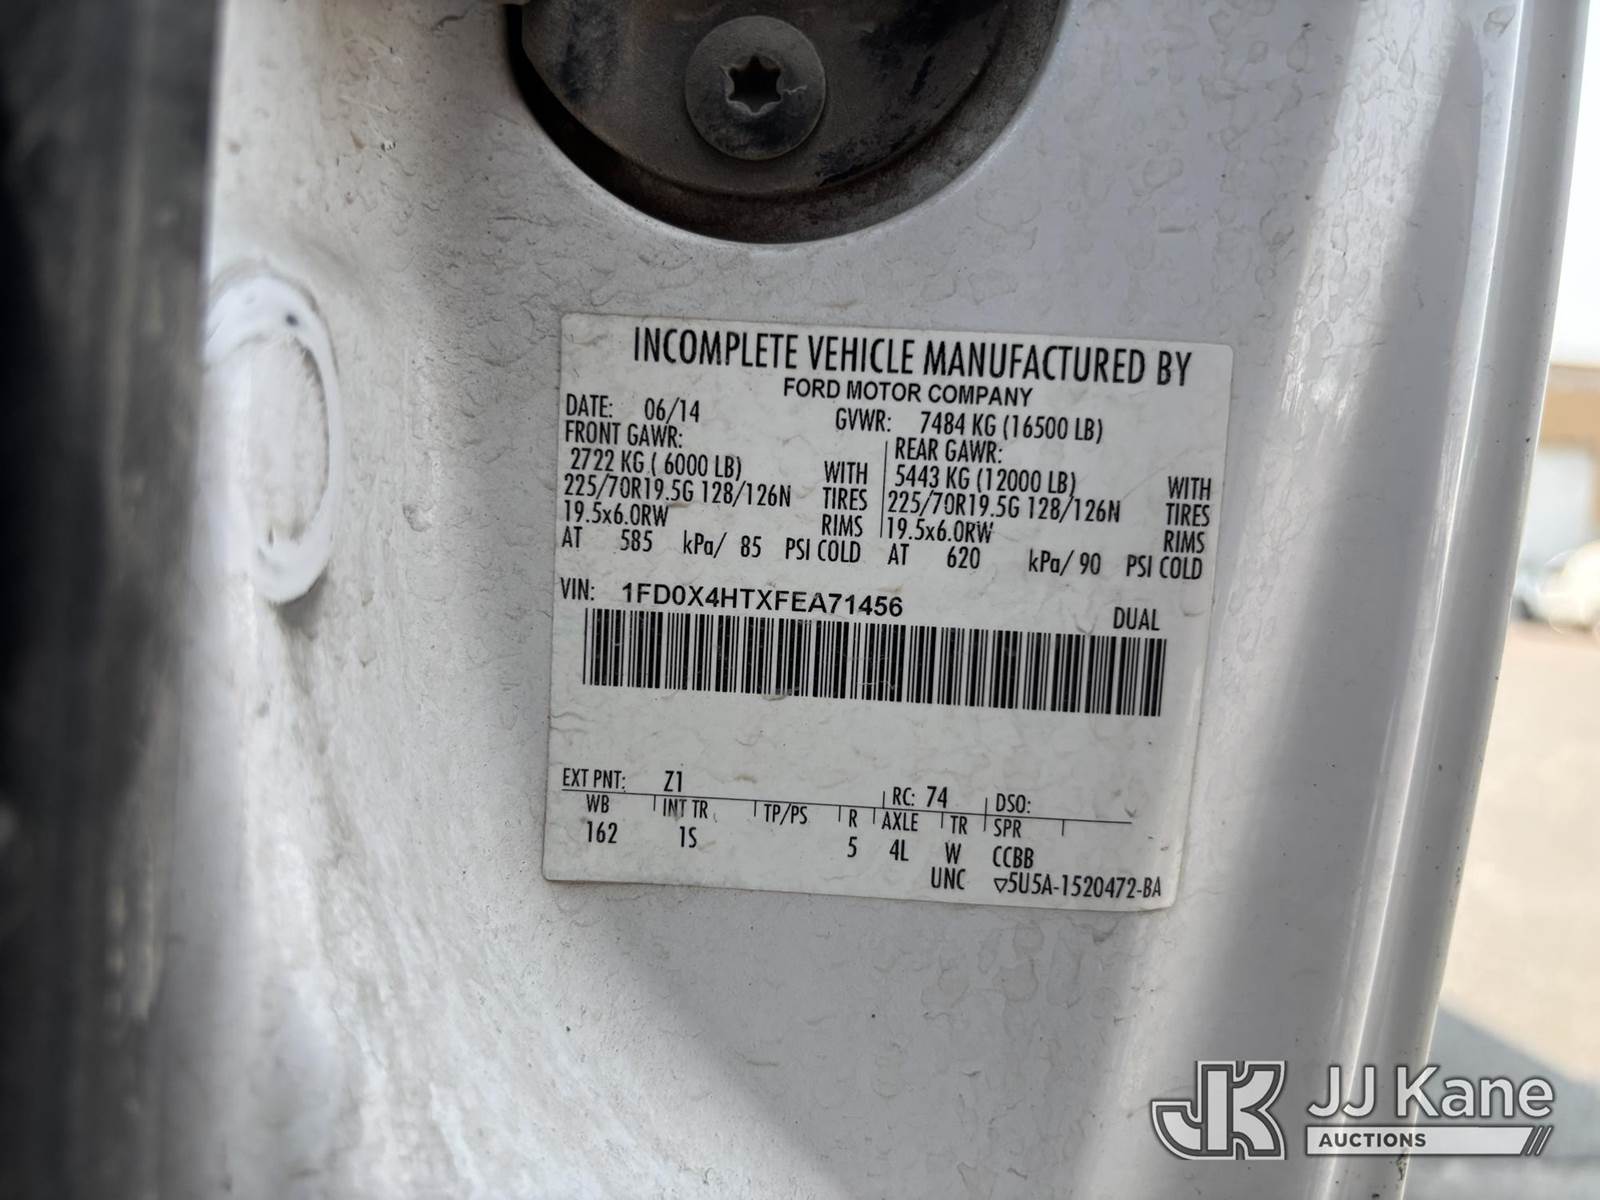 INCOMPLETE VEHICLE MANUFACTURED BY
FORD MOTOR COMPANY
DATE: 06/14 GVWR: 7484 KG (16500 LB)
FRONT GAWR: REAR GAWR:
2722 KG ( 6000 LB) WITH 5443 KG (12000 LB) WITH
225/70R19.5G 128/126N TIRES 225/70R19.5G 128/126N TIRES
19.5x6.0RW RIMS 19.5x6.0RW RIMS
AT 585 kPa/ 85 PSI COLD AT 620 kPa/ 90 PSI COLD
VIN: 1FD0X4HTXFEA71456 DUAL
EXT PNT: Z1 RC: 74 DSO:
WB INT TR TP/PS R AXLE TR SPR
162 1S 5 4L W CCBB
UNC ▽5U5A-1520472-BA
JK JJ Kane
AUCTIONS